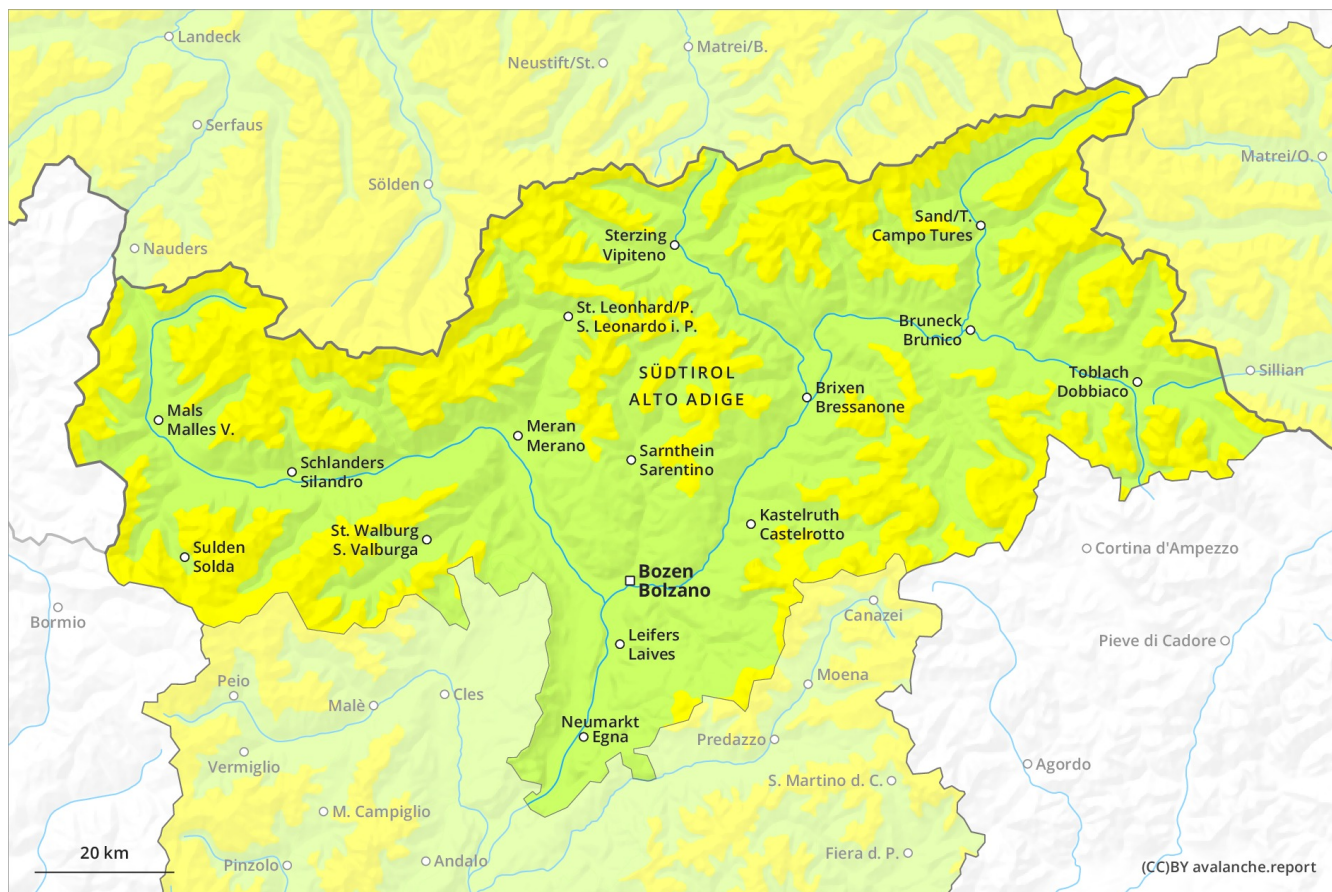 Landeck
Matrei/B.
Neustift/St.
Serfaus
Matrei/O.
Sölden
Sand/T.
Campo Tures
Sterzing
Vipiteno
Nauders
St. Leonhard/P.
S. Leonardo i. P.
Bruneck
Brunico
SÜDTIROL
ALTO ADIGE
Toblach
Dobbiaco
Sillian
Brixen
Bressanone
Mals
Malles V.
Meran
Merano
Sarnthein
Sarentino
Schlanders
Silandro
Kastelruth
Castelrotto
St. Walburg
S. Valburga
Sulden
Solda
Cortina d'Ampezzo
Bozen
Bolzano
Bormio
Canazei
Leifers
Laives
Pieve di Cadore
Peio
Moena
Malè
Cles
Neumarkt
Egna
Predazzo
Vermiglio
Agordo
S. Martino d. C.
M. Campiglio
20 km
Andalo
Pinzolo
Fiera d. P.
(CC)BY avalanche.report